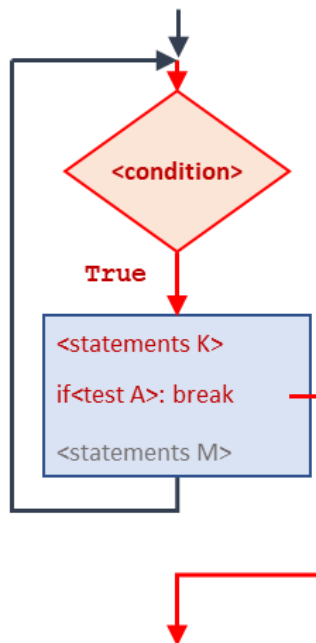 <condition>
True
<statements K>
if<test A>: break
<statements M>